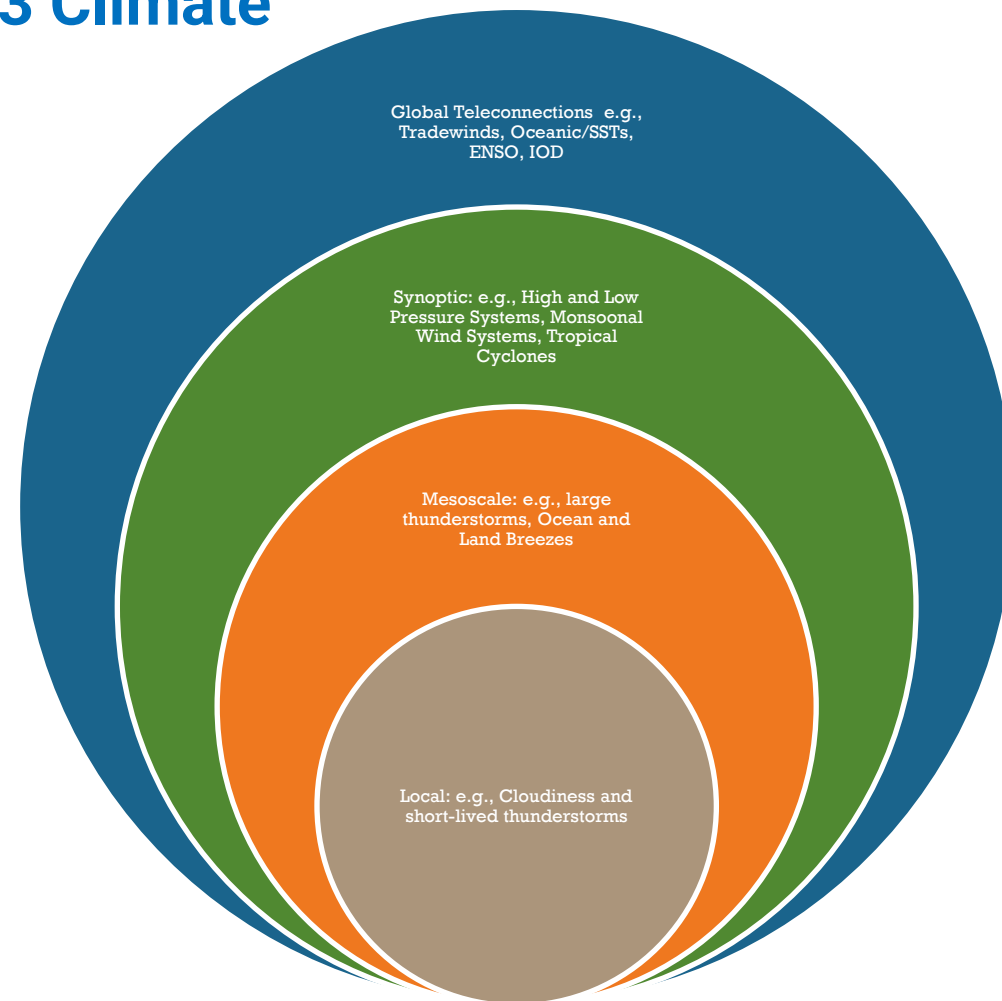 3 Climate
Global Teleconnections e.g.,
Tradewinds, Oceanic/SSTs,
ENSO, IOD
Synoptic: e.g., High and Low
Pressure Systems, Monsoonal
Wind Systems, Tropical
Cyclones
Mesoscale: e.g., large
thunderstorms, Ocean and
Land Breezes
Local: e.g., Cloudiness and
short-lived thunderstorms